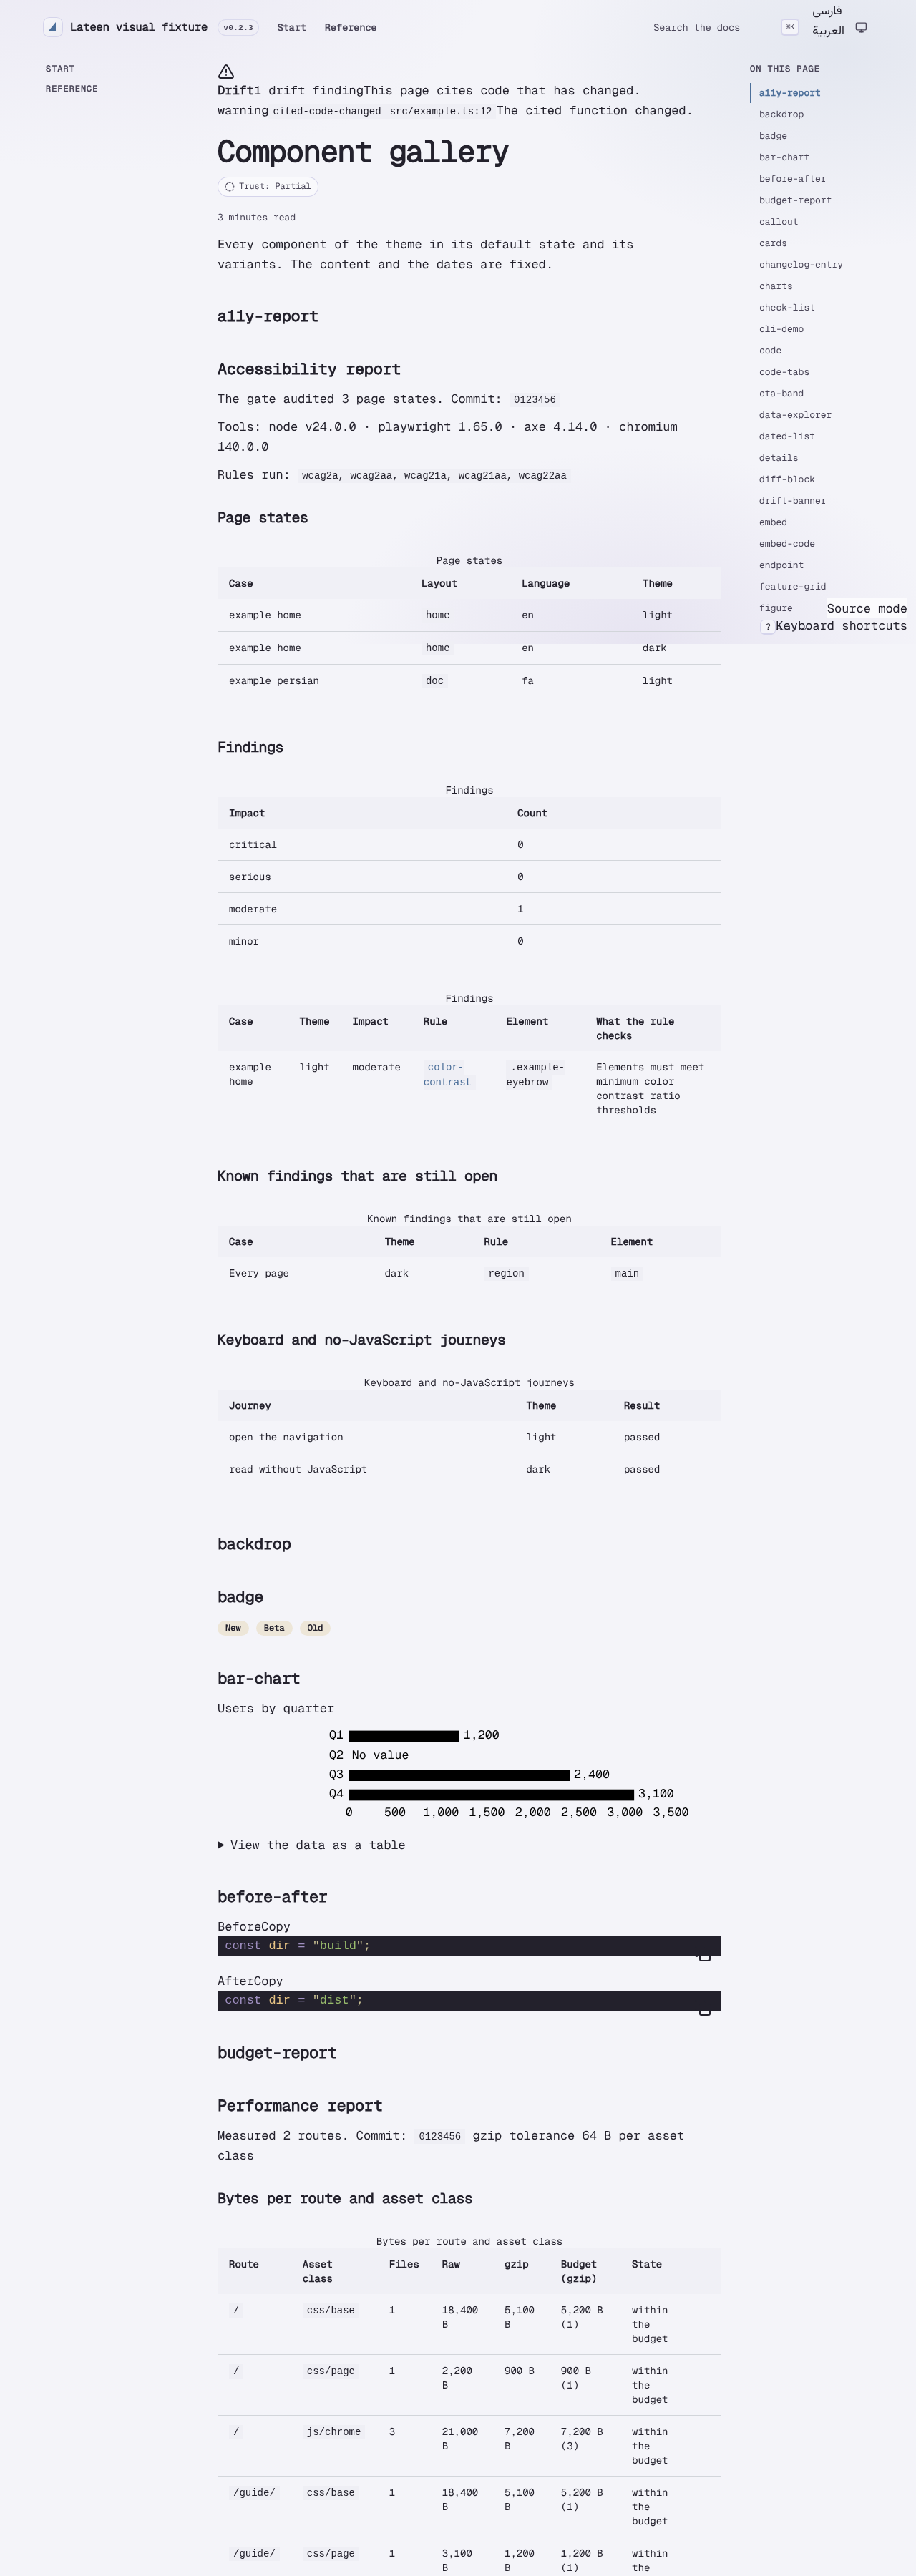 Lateen visual fixture v0.2.3 Start Reference Search the docs ⌘K فارسی
العربية
START
REFERENCE
Drift1 drift findingThis page cites code that has changed.
warning cited-code-changed src/example.ts:12 The cited function changed.
Component gallery
Trust: Partial
3 minutes read
Every component of the theme in its default state and its
variants. The content and the dates are fixed.
a11y-report
Accessibility report
The gate audited 3 page states. Commit: 0123456
Tools: node v24.0.0 · playwright 1.65.0 · axe 4.14.0 · chromium
140.0.0
Rules run: wcag2a, wcag2aa, wcag21a, wcag21aa, wcag22aa
Page states
Page states
Case Layout Language Theme
example home home en light
example home home en dark
example persian doc fa light
Findings
Findings
Impact Count
critical 0
serious 0
moderate 1
minor 0
Findings
Case Theme Impact Rule Element What the rule
checks
example light moderate color- .example- Elements must meet
home contrast eyebrow minimum color
contrast ratio
thresholds
Known findings that are still open
Known findings that are still open
Case Theme Rule Element
Every page dark region main
Keyboard and no-JavaScript journeys
Keyboard and no-JavaScript journeys
Journey Theme Result
open the navigation light passed
read without JavaScript dark passed
backdrop
badge
New Beta Old
bar-chart
Users by quarter
Q1 1,200
Q2 No value
Q3 2,400
Q4 3,100
0 500 1,000 1,500 2,000 2,500 3,000 3,500
View the data as a table
before-after
BeforeCopy
const dir = "build";
AfterCopy
const dir = "dist";
budget-report
Performance report
Measured 2 routes. Commit: 0123456 gzip tolerance 64 B per asset
class
Bytes per route and asset class
Bytes per route and asset class
Route Asset Files Raw gzip Budget State
class (gzip)
/ css/base 1 18,400 5,100 5,200 B within
B B (1) the
budget
/ css/page 1 2,200 900 B 900 B within
B (1) the
budget
/ js/chrome 3 21,000 7,200 7,200 B within
B B (3) the
budget
/guide/ css/base 1 18,400 5,100 5,200 B within
B B (1) the
budget
/guide/ css/page 1 3,100 1,200 1,200 B within
B B (1) the
ON THIS PAGE
a11y-report
backdrop
badge
bar-chart
before-after
budget-report
callout
cards
changelog-entry
charts
check-list
cli-demo
code
code-tabs
cta-band
data-explorer
dated-list
details
diff-block
drift-banner
embed
embed-code
endpoint
feature-grid
figure
Source mode
? Keyboard shortcuts